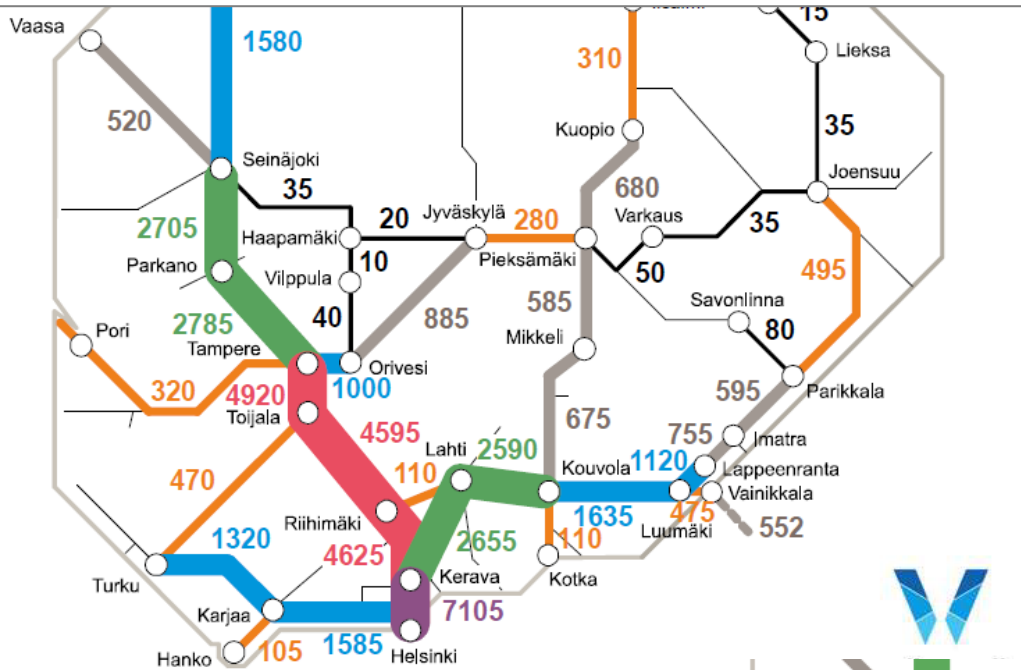 15
Vaasa
1580
310
Lieksa
520
Kuopio
35
Seinäjoki
Joensuu
35
680
2705
20
Jyväskylä
Varkaus
35
Haapamäki
280
Parkano
10
Pieksämäki
50
495
Vilppula
585
Savonlinna
2785
40
885
Mikkeli
80
Pori
Tampere
Orivesi
1000
320
4920
595
Parikkala
Toijala
675
4595
755
Imatra
Lahti
2590
470
110
Kouvola
1120
Lappeenranta
Vainikkala
Riihimäki
1635
475
552
1320
4625
2655
110
Luumäki
Turku
Kerava
Kotka
Karjaa
7105
1585
Hanko
105
Helsinki